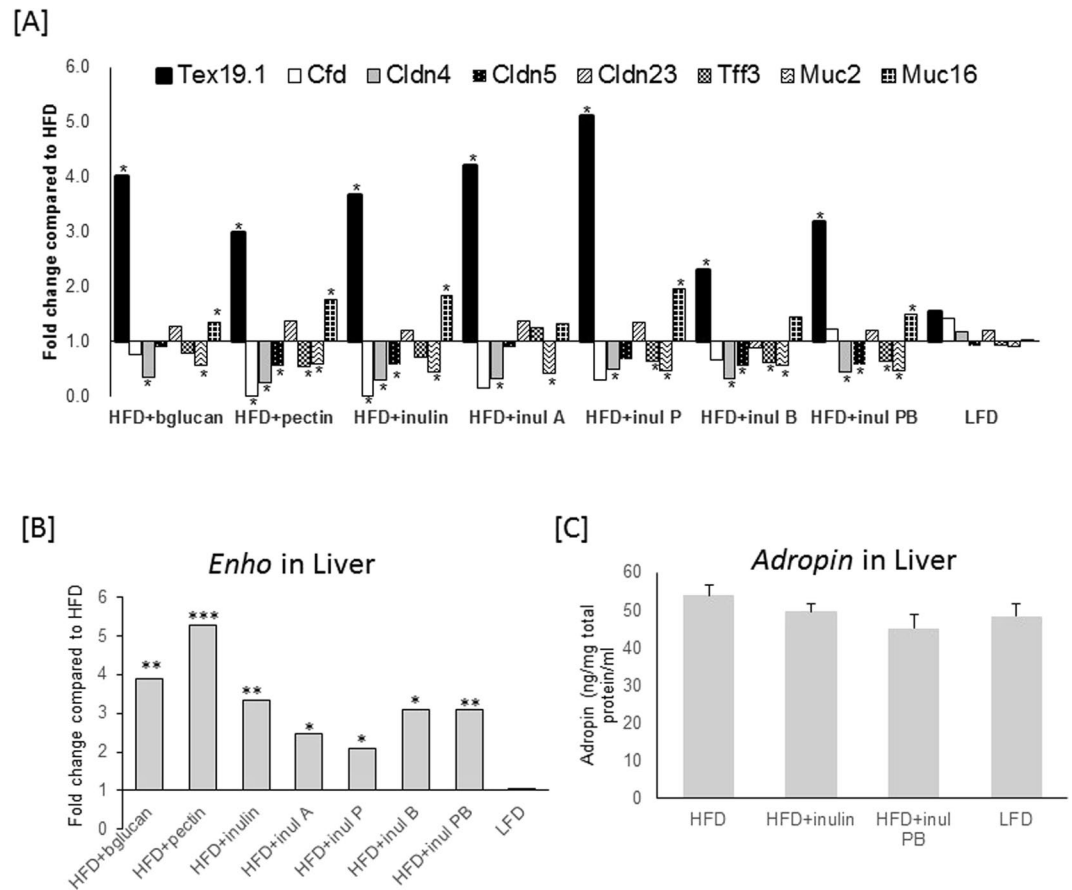 [A]
Tex19.1 Cfd Cldn4 Cldn5 Cldn23 Tff3 Muc2 Muc16
Fold change compared to HFD
6.0
5.0
4.0
3.0
2.0
1.0
0.0
* * * * * * * * * * * * * * * * * * * * * * * * * * * * * * * * * * *
HFD+bglucan HFD+pectin HFD+inulin HFD+inul A HFD+inul P HFD+inul B HFD+inul PB LFD
[B]
Enho in Liver
Fold change compared to HFD
6
5
4
3
2
1
0
** *** ** * * * **
HFD+bglucan HFD+pectin HFD+inulin HFD+inul A HFD+inul P HFD+inul B HFD+inul PB LFD
[C]
Adropin in Liver
Adropin (ng/mg total
protein/ml
60
50
40
30
20
10
0
HFD HFD+inulin HFD+inul LFD
PB